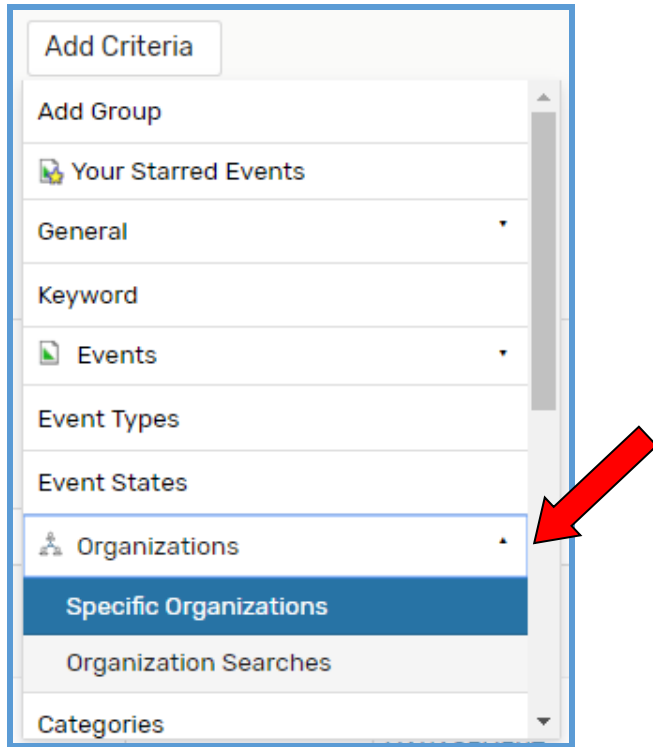 Add Criteria
Add Group
Your Starred Events
General
Keyword
Events
Event Types
Event States
Organizations
Specific Organizations
Organization Searches
Categories